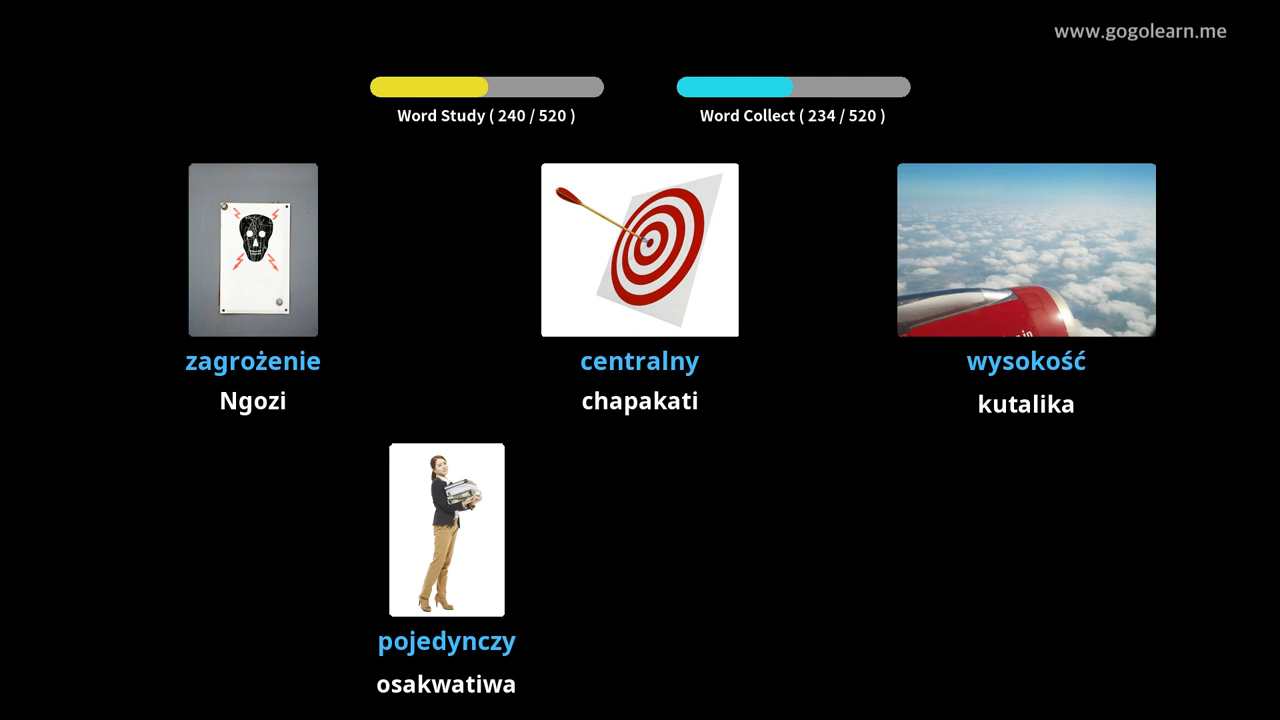 www.gogolearn.me
Word Study ( 240 / 520 )
Word Collect ( 234 / 520 )
zagrożenie
centralny
wysokość
Ngozi
chapakati
kutalika
pojedynczy
osakwatiwa